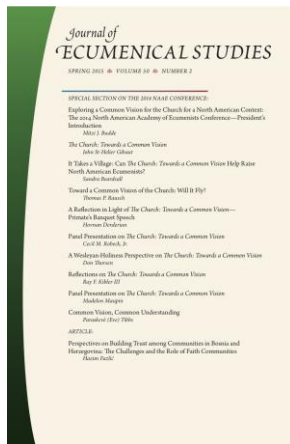 Journal of
ECUMENICAL STUDIES
SPRING 2015 VOLUME 50 NUMBER 2
SPECIAL SECTION ON THE 2014 NAAE CONFERENCE:
Exploring a Common Vision for the Church for a North American Context:
The 2014 North American Academy of Ecumenists Conference—President's
Introduction
Mitzi J. Budde
The Church: Towards a Common Vision
John St-Helier Gibaut
It Takes a Village: Can The Church: Towards a Common Vision Help Raise
North American Ecumenists?
Sandra Beardsall
Toward a Common Vision of the Church: Will It Fly?
Thomas P. Rausch
A Reflection in Light of The Church: Towards a Common Vision—
Primate's Banquet Speech
Hovnan Derderian
Panel Presentation on The Church: Towards a Common Vision
Cecil M. Robeck, Jr.
A Wesleyan-Holiness Perspective on The Church: Towards a Common Vision
Don Thorsen
Reflections on The Church: Towards a Common Vision
Ray F. Kibler III
Panel Presentation on The Church: Towards a Common Vision
Madelon Maupin
Common Vision, Common Understanding
Paraskevè (Eve) Tibbs
ARTICLE:
Perspectives on Building Trust among Communities in Bosnia and
Herzegovina: The Challenges and the Role of Faith Communities
Hazim Fazlić